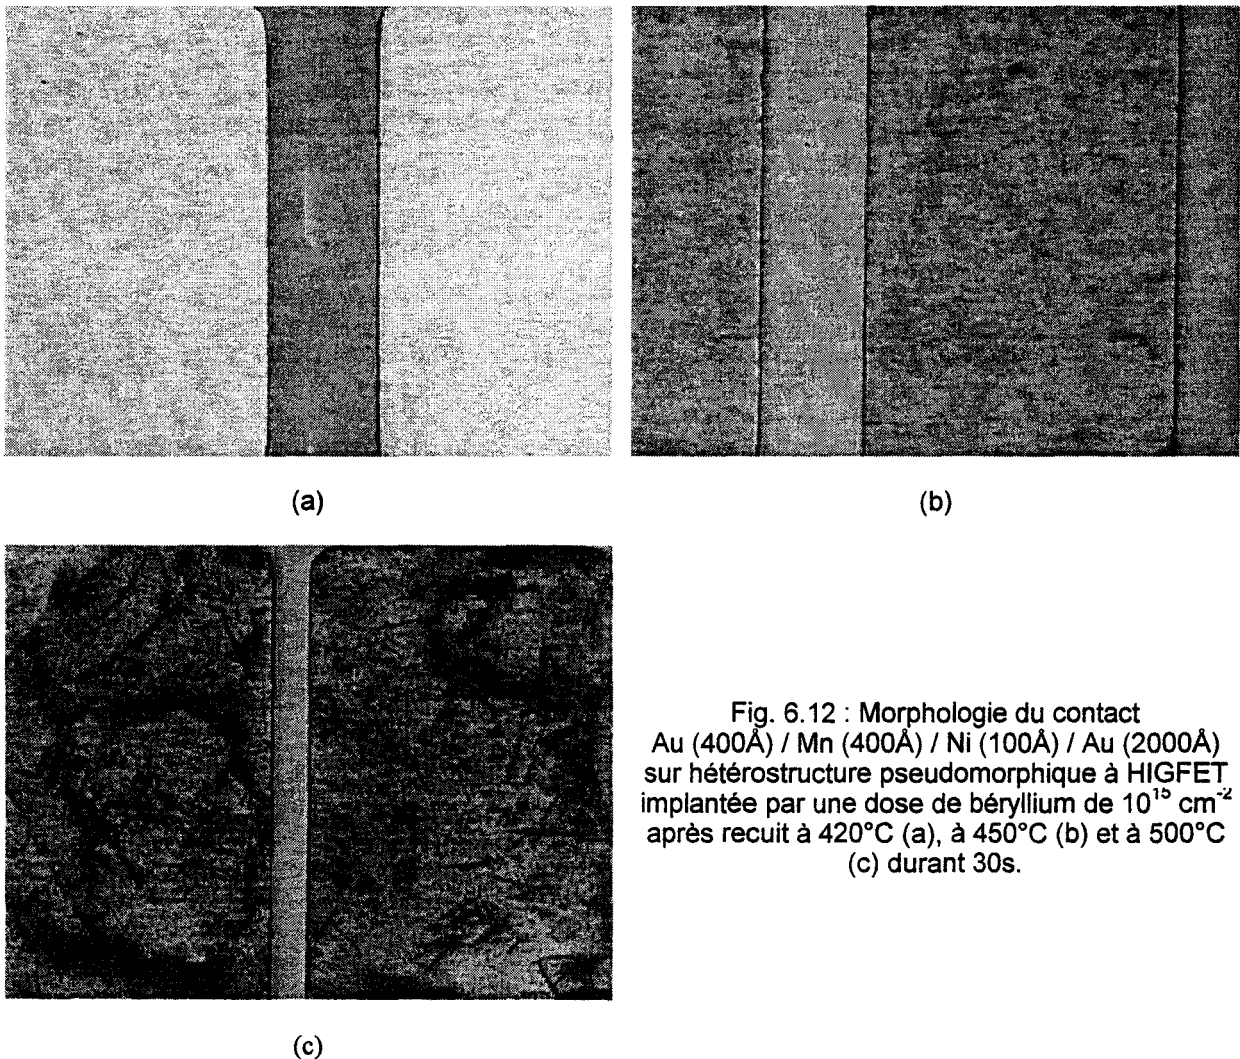 (a)
(b)
Fig. 6.12 : Morphologie du contact
Au (400Å) / Mn (400Å) / Ni (100Å) / Au (2000Å)
sur hétérostructure pseudomorphique à HIGFET
implantée par une dose de béryllium de 10¹⁵ cm⁻²
après recuit à 420°C (a), à 450°C (b) et à 500°C
(c) durant 30s.
(c)